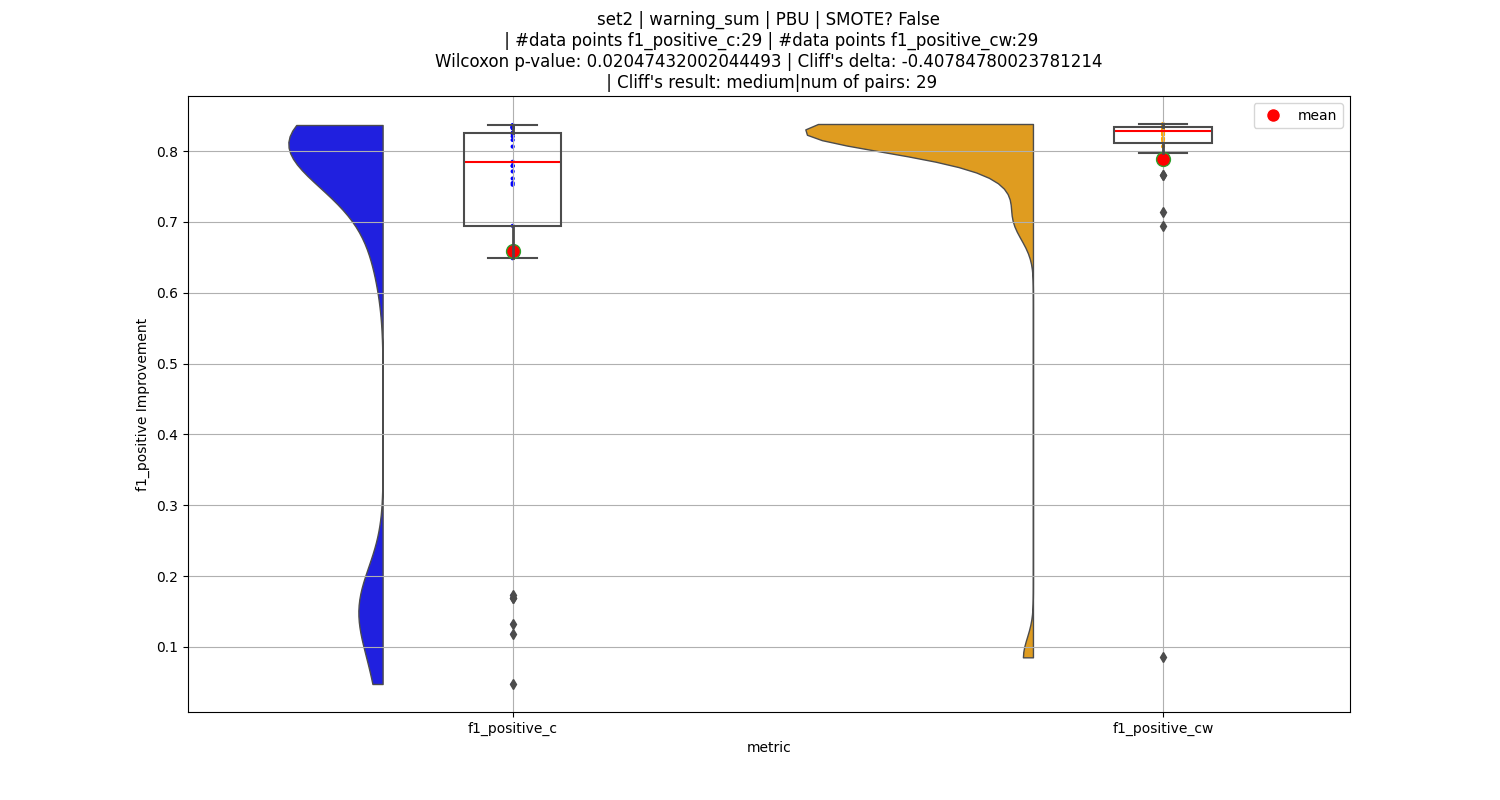 set2 | warning_sum | PBU | SMOTE? False
| #data points f1_positive_c:29 | #data points f1_positive_cw:29
Wilcoxon p-value: 0.02047432002044493 | Cliff's delta: -0.40784780023781214
| Cliff's result: medium|num of pairs: 29
mean
0.8
0.7
0.6
0.5
0.4
0.3
0.2
0.1
f1_positive Improvement
f1_positive_c
f1_positive_cw
metric